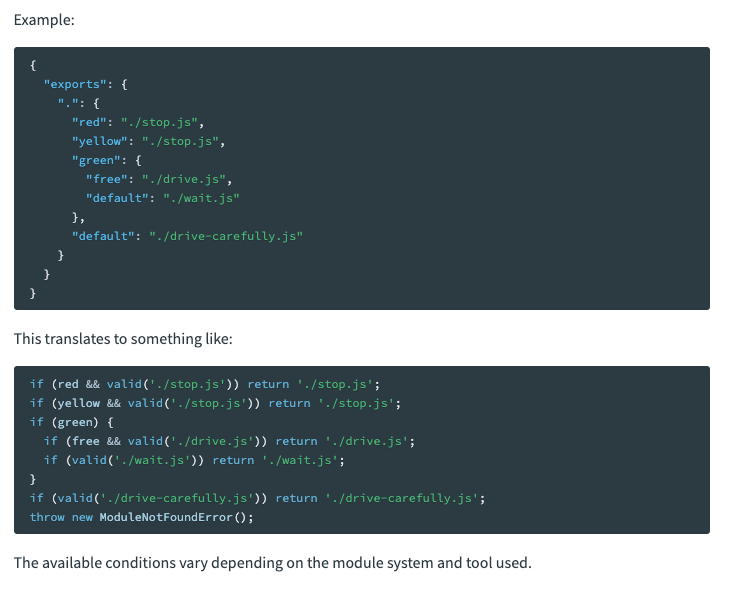 Example:
{
  "exports": {
    ".": {
      "red": "./stop.js",
      "yellow": "./stop.js",
      "green": {
        "free": "./drive.js",
        "default": "./wait.js"
      },
      "default": "./drive-carefully.js"
    }
  }
}
This translates to something like:
if (red && valid('./stop.js')) return './stop.js';
if (yellow && valid('./stop.js')) return './stop.js';
if (green) {
  if (free && valid('./drive.js')) return './drive.js';
  if (valid('./wait.js')) return './wait.js';
}
if (valid('./drive-carefully.js')) return './drive-carefully.js';
throw new ModuleNotFoundError();
The available conditions vary depending on the module system and tool used.